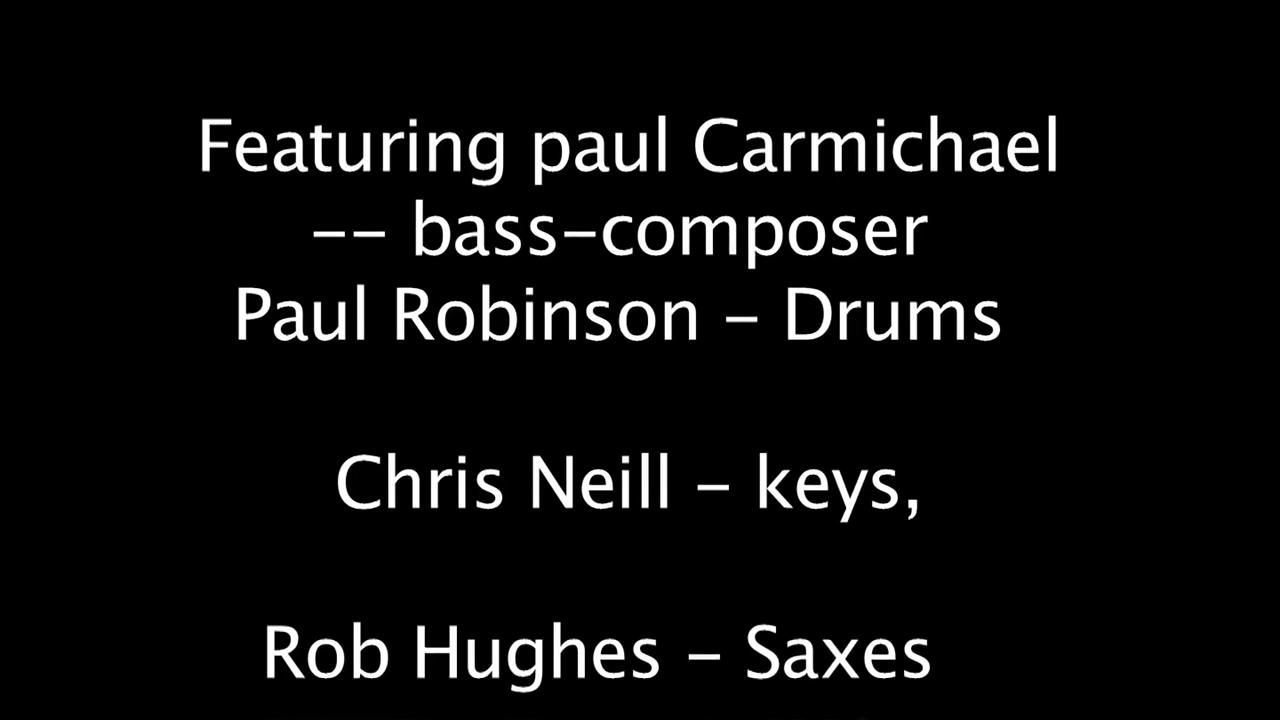 Featuring paul Carmichael
-- bass-composer
Paul Robinson - Drums
Chris Neill - keys,
Rob Hughes - Saxes